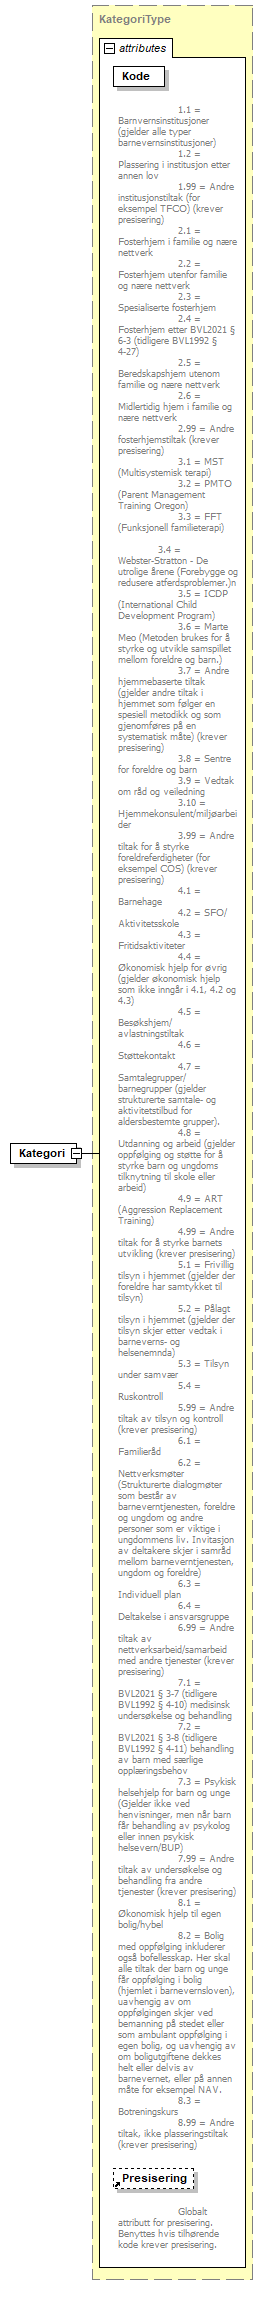 KategoriType
attributes
Kode
1.1 =
Barnvernsinstitusjoner
(gjelder alle typer
barnevernsinstitusjoner)
1.2 =
Plassering i institusjon etter
annen lov
1.99 = Andre
institusjonstiltak (for
eksempel TFCO) (krever
presisering)
2.1 =
Fosterhjem i familie og nære
nettverk
2.2 =
Fosterhjem utenfor familie
og nære nettverk
2.3 =
Spesialiserte fosterhjem
2.4 =
Fosterhjem etter BVL2021 §
6-3 (tidligere BVL1992 §
4-27)
2.5 =
Beredskapshjem utenom
familie og nære nettverk
2.6 =
Midlertidig hjem i familie og
nære nettverk
2.99 = Andre
fosterhjemstiltak (krever
presisering)
3.1 = MST
(Multisystemisk terapi)
3.2 = PMTO
(Parent Management
Training Oregon)
3.3 = FFT
(Funksjonell familieterapi)
3.4 =
Webster-Stratton - De
utrolige årene (Forebygge og
redusere atferdsproblemer.)n
3.5 = ICDP
(International Child
Development Program)
3.6 = Marte
Meo (Metoden brukes for å
styrke og utvikle samspillet
mellom foreldre og barn.)
3.7 = Andre
hjemmebaserte tiltak
(gjelder andre tiltak i
hjemmet som følger en
spesiell metodikk og som
gjenomføres på en
systematisk måte) (krever
presisering)
3.8 = Sentre
for foreldre og barn
3.9 = Vedtak
om råd og veiledning
3.10 =
Hjemmekonsulent/miljøarbei
der
3.99 = Andre
tiltak for å styrke
foreldreferdigheter (for
eksempel COS) (krever
presisering)
4.1 =
Barnehage
4.2 = SFO/
Aktivitetsskole
4.3 =
Fritidsaktiviteter
4.4 =
Økonomisk hjelp for øvrig
(gjelder økonomisk hjelp
som ikke inngår i 4.1, 4.2 og
4.3)
4.5 =
Besøkshjem/
avlastningstiltak
4.6 =
Støttekontakt
4.7 =
Samtalegrupper/
barnegrupper (gjelder
strukturerte samtale- og
aktivitetstilbud for
aldersbestemte grupper).
4.8 =
Utdanning og arbeid (gjelder
oppfølging og støtte for å
styrke barn og ungdoms
tilknytning til skole eller
arbeid)
4.9 = ART
(Aggression Replacement
Training)
4.99 = Andre
tiltak for å styrke barnets
utvikling (krever presisering)
5.1 = Frivillig
tilsyn i hjemmet (gjelder der
foreldre har samtykket til
tilsyn)
5.2 = Pålagt
tilsyn i hjemmet (gjelder der
tilsyn skjer etter vedtak i
barneverns- og
helsenemnda)
5.3 = Tilsyn
under samvær
5.4 =
Ruskontroll
5.99 = Andre
tiltak av tilsyn og kontroll
(krever presisering)
6.1 =
Familieråd
6.2 =
Nettverksmøter
(Strukturerte dialogmøter
som består av
barneverntjenesten, foreldre
og ungdom og andre
personer som er viktige i
ungdommens liv. Invitasjon
av deltakere skjer i samråd
mellom barneverntjenesten,
ungdom og foreldre)
6.3 =
Individuell plan
6.4 =
Deltakelse i ansvarsgruppe
6.99 = Andre
tiltak av
nettverksarbeid/samarbeid
med andre tjenester (krever
presisering)
7.1 =
BVL2021 § 3-7 (tidligere
BVL1992 § 4-10) medisinsk
undersøkelse og behandling
7.2 =
BVL2021 § 3-8 (tidligere
BVL1992 § 4-11) behandling
av barn med særlige
opplæringsbehov
7.3 = Psykisk
helsehjelp for barn og unge
(Gjelder ikke ved
henvisninger, men når barn
får behandling av psykolog
eller innen psykisk
helsevern/BUP)
7.99 = Andre
tiltak av undersøkelse og
behandling fra andre
tjenester (krever presisering)
8.1 =
Økonomisk hjelp til egen
bolig/hybel
8.2 = Bolig
med oppfølging inkluderer
også bofellesskap. Her skal
alle tiltak der barn og unge
får oppfølging i bolig
(hjemlet i barnevernsloven),
uavhengig av om
oppfølgingen skjer ved
bemanning på stedet eller
som ambulant oppfølging i
egen bolig, og uavhengig av
om boligutgiftene dekkes
helt eller delvis av
barnevernet, eller på annen
måte for eksempel NAV.
8.3 =
Botreningskurs
8.99 = Andre
tiltak, ikke plasseringstiltak
(krever presisering)
Kategori
Presisering
Globalt
attributt for presisering.
Benyttes hvis tilhørende
kode krever presisering.